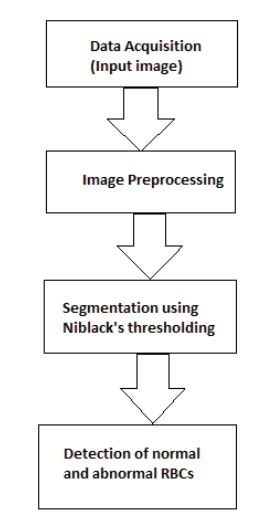 Data Acquisition
(Input image)
Image Preprocessing
Segmentation using
Niblack's thresholding
Detection of normal
and abnormal RBCs